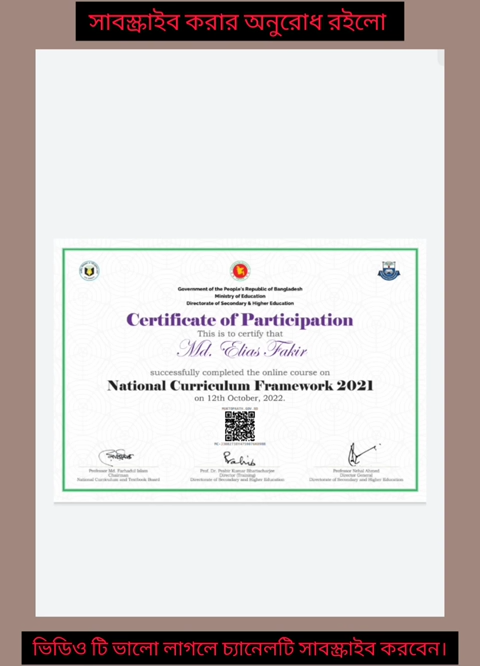 সাবস্ক্রাইব করার অনুরোধ রইলো
Government of the People's Republic of Bangladesh
Ministry of Education
Directorate of Secondary & Higher Education
Certificate of Participation
This is to certify that
Md. Elias Fakir
successfully completed the online course on
National Curriculum Framework 2021
on 12th October, 2022.
Professor Md. Farhadul Islam
Chairman
National Curriculum and Textbook Board
Director (Training)
Directorate of Secondary and Higher Education
Professor Nehal Ahmed
Director General
Directorate of Secondary and Higher Education
ভিডিও টি ভালো লাগলে চ্যানেলটি সাবস্ক্রাইব করবেন।